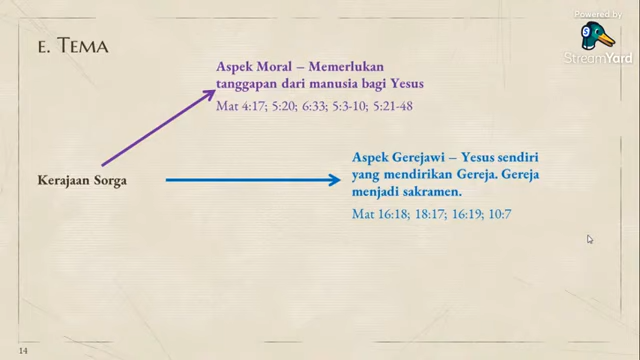 E. TEMA
Powered by
StreamYard
Aspek Moral – Memerlukan
tanggapan dari manusia bagi Yesus
Mat 4:17; 5:20; 6:33; 5:3-10; 5:21-48
Aspek Gerejawi – Yesus sendiri
yang mendirikan Gereja. Gereja
menjadi sakramen.
Mat 16:18; 18:17; 16:19; 10:7
Kerajaan Sorga
14